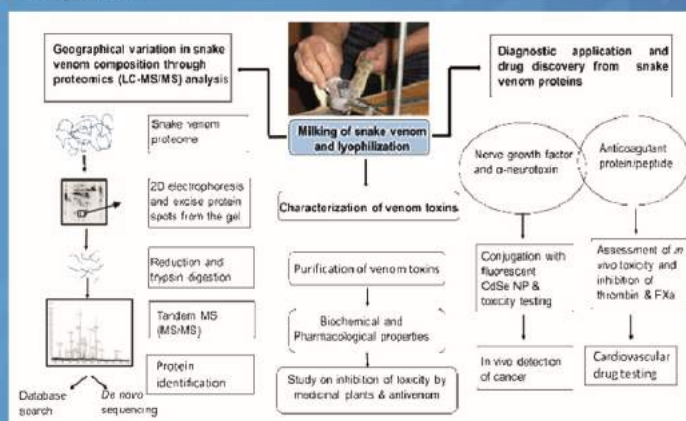 Geographical variation in snake
venom composition through
proteomics (LC-MS/MS) analysis
Snake venom
proteome
2D electrophoresis
and excise protein
spots from the gel
Reduction and
trypsin digestion
Tandem MS
(MS/MS)
Protein
identification
Database
search
De novo
sequencing
Milking of snake venom
and lyophilization
Characterization of venom toxins
Purification of venom toxins
Biochemical and
Pharmacological properties
Study on inhibition of toxicity by
medicinal plants & antivenom
Diagnostic application and
drug discovery from snake
venom proteins
Nerve growth factor
and α-neurotoxin
Anticoagulant
protein/peptide
Conjugation with
fluorescent
CdSe NP &
toxicity testing
Assessment of in
vivo toxicity and
inhibition of
thrombin & FXa
In vivo detection
of cancer
Cardiovascular
drug testing